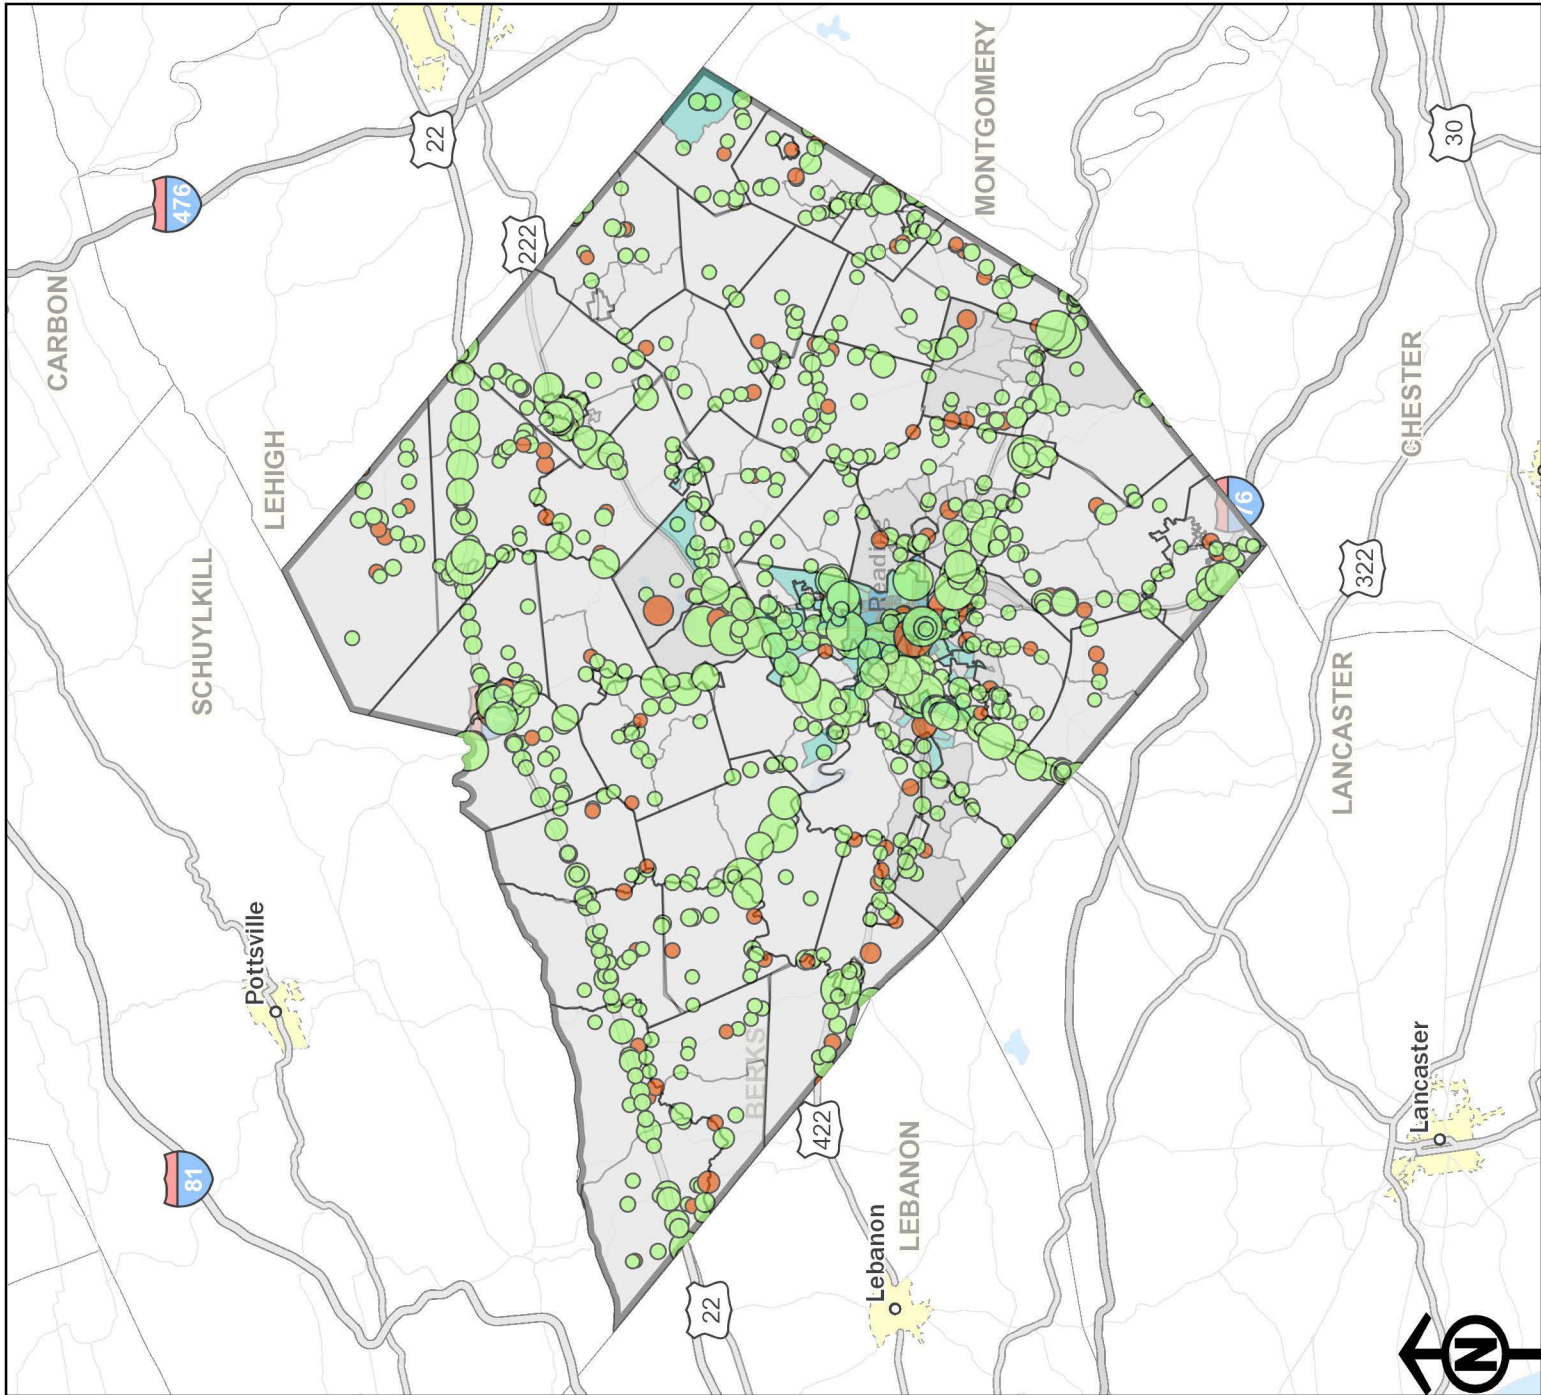 CARBON
476
22
222
LEHIGH
SCHUYLKILL
MONTGOMERY
30
CHESTER
76
322
Reading
Pottsville
81
BERKS
422
LEBANON
Lebanon
22
LANCASTER
Lancaster
N